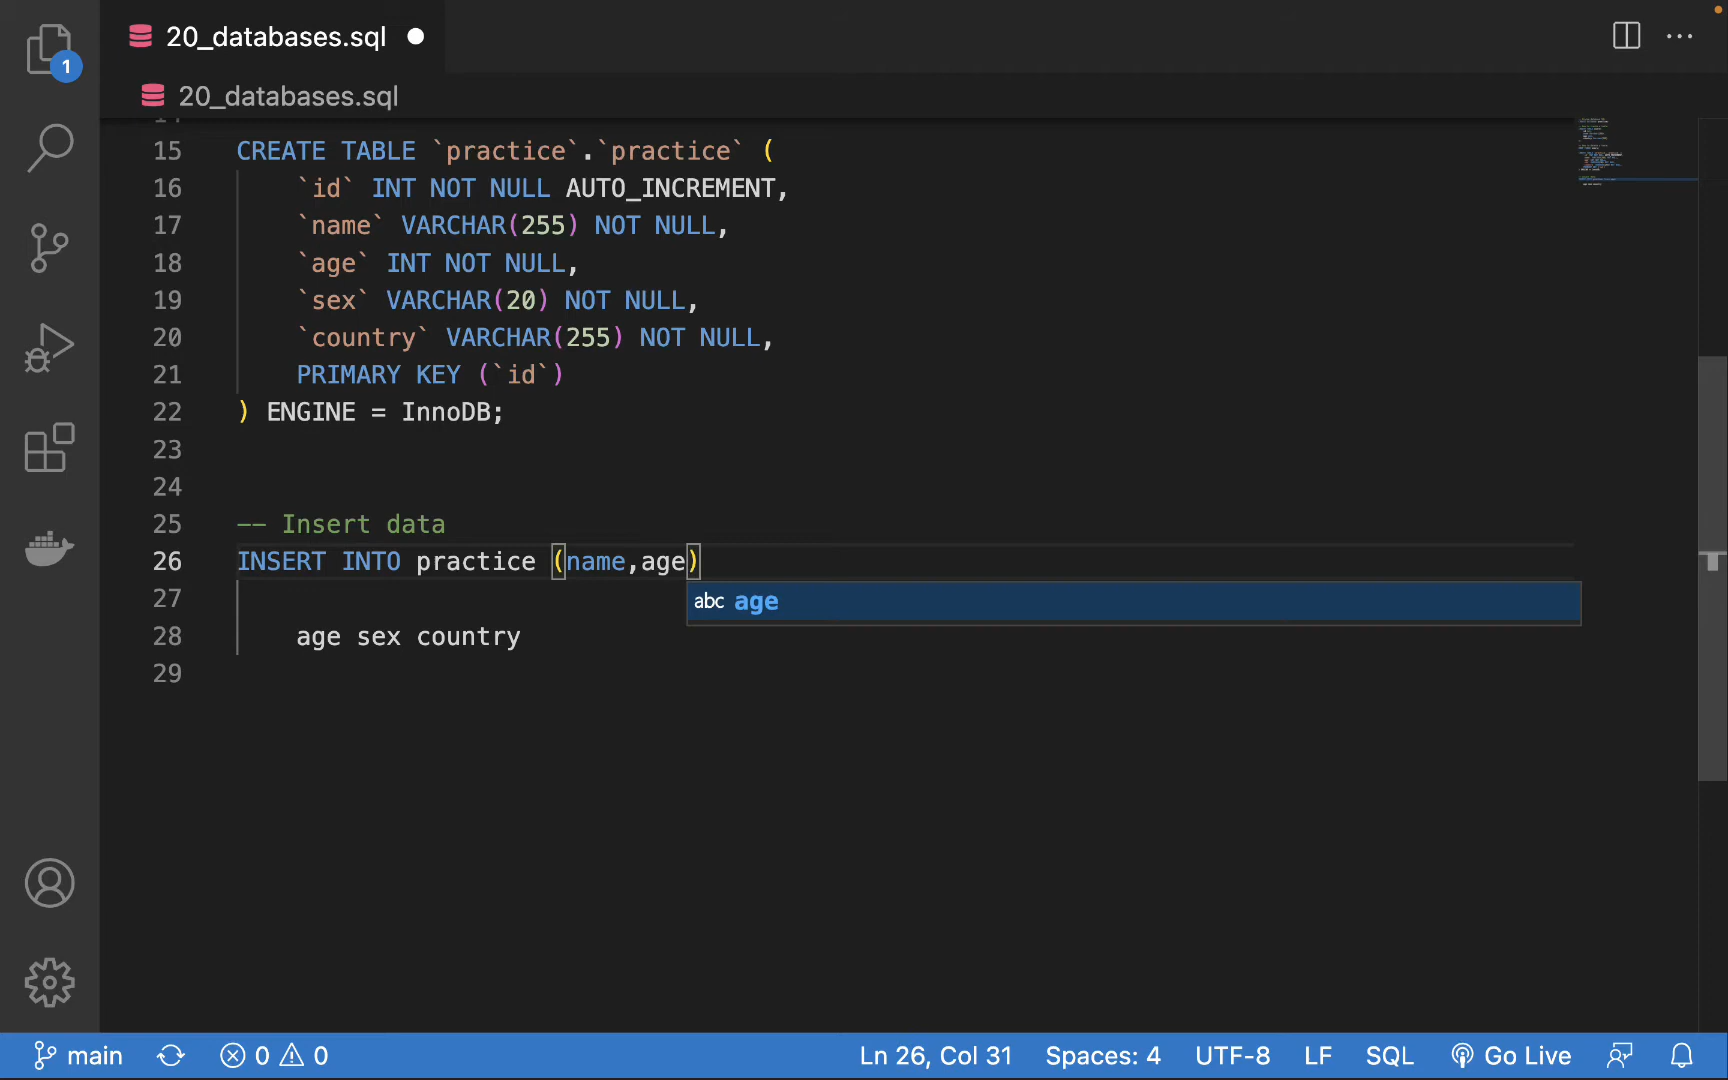 20_databases.sql
1
20_databases.sql
15 CREATE TABLE `practice`.`practice` (
16 `id` INT NOT NULL AUTO_INCREMENT,
17 `name` VARCHAR(255) NOT NULL,
18 `age` INT NOT NULL,
19 `sex` VARCHAR(20) NOT NULL,
20 `country` VARCHAR(255) NOT NULL,
21 PRIMARY KEY (`id`)
22 ) ENGINE = InnoDB;
23
24
25 -- Insert data
26 INSERT INTO practice (name,age)
27
abc age
28 age sex country
29
main 0 0 Ln 26, Col 31 Spaces: 4 UTF-8 LF SQL Go Live